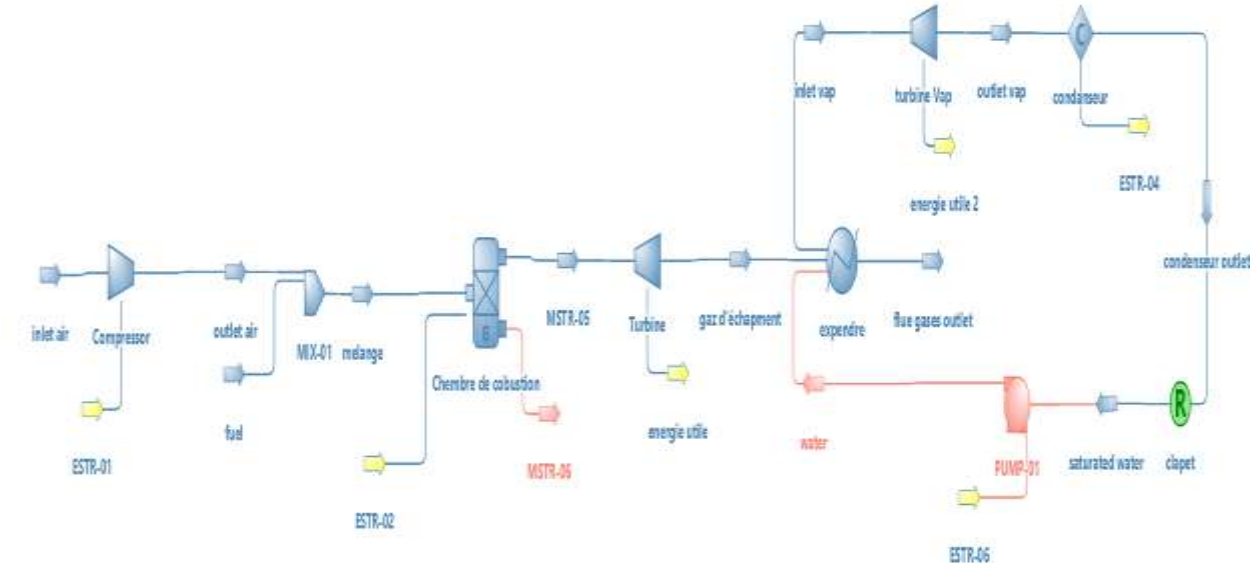 C
inlet vap
turbine Vap
outlet vap
condanseur
ESTR-04
energie utile 2
condenseur outlet
inlet air
Compressor
outlet air
MIX-01
melange
MSTR-05
Turbine
gaz d'échapment
expendre
flue gases outlet
Chembre de cobustion
fuel
energie utile
R
ESTR-01
MSTR-06
water
PUMP-01
saturated water
clapet
ESTR-02
ESTR-06